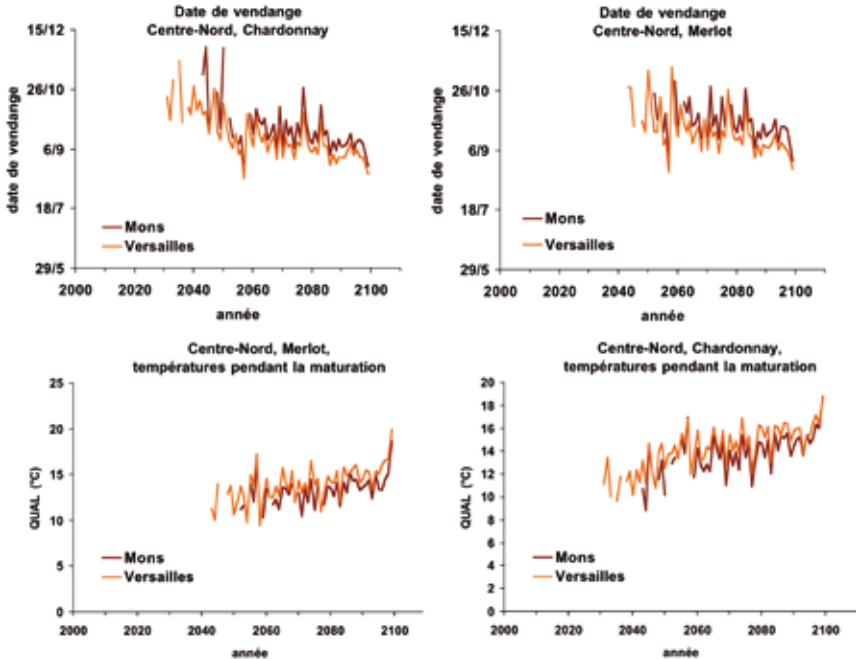 Date de vendange
Centre-Nord, Chardonnay
15/12
26/10
6/9
18/7
29/5
date de vendange
Mons
Versailles
2000 2020 2040 2060 2080 2100
année
Date de vendange
Centre-Nord, Merlot
15/12
26/10
6/9
18/7
29/5
date de vendange
Mons
Versailles
2000 2020 2040 2060 2080 2100
année
Centre-Nord, Merlot,
températures pendant la maturation
25
20
15
10
5
0
QUAL (°C)
Mons
Versailles
2000 2020 2040 2060 2080 2100
année
Centre-Nord, Chardonnay,
températures pendant la maturation
20
18
16
14
12
10
8
6
4
2
0
QUAL (°C)
Mons
Versailles
2000 2020 2040 2060 2080 2100
année